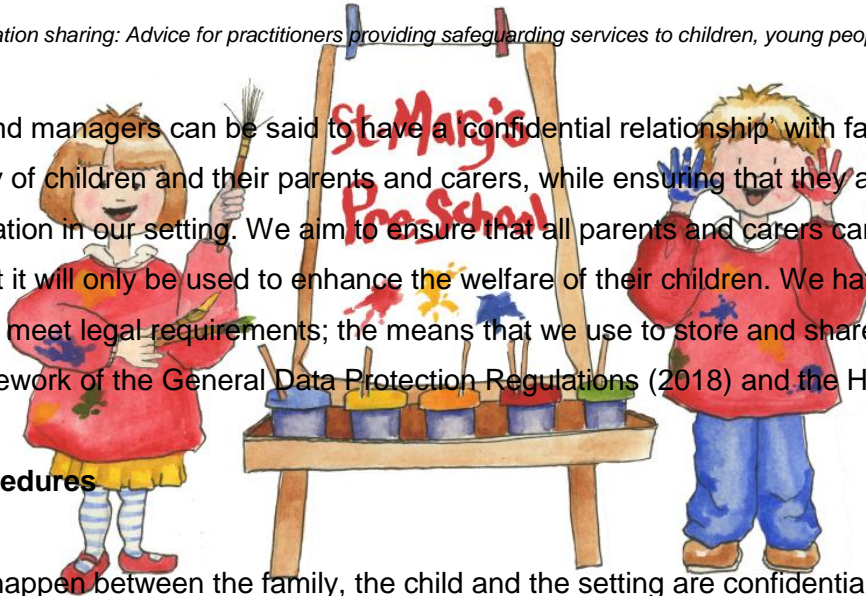 ation sharing: Advice for practitioners providing safeguarding services to children, young peop
St-Mary's
nd managers can be said to have a 'confidential relationship' with fa
y of children and their parents and carers, while ensuring that they a
Pre-School
ation in our setting. We aim to ensure that all parents and carers can
t it will only be used to enhance the welfare of their children. We hav
meet legal requirements; the means that we use to store and share
ework of the General Data Protection Regulations (2018) and the H
edures
happen between the family, the child and the setting are confidential